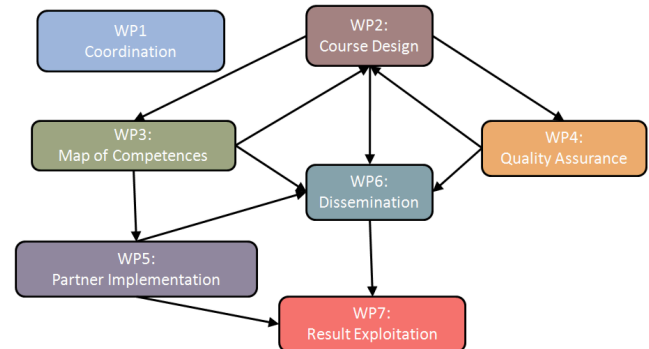 WP1
Coordination
WP2:
Course Design
WP3:
Map of Competences
WP4:
Quality Assurance
WP6:
Dissemination
WP5:
Partner Implementation
WP7:
Result Exploitation